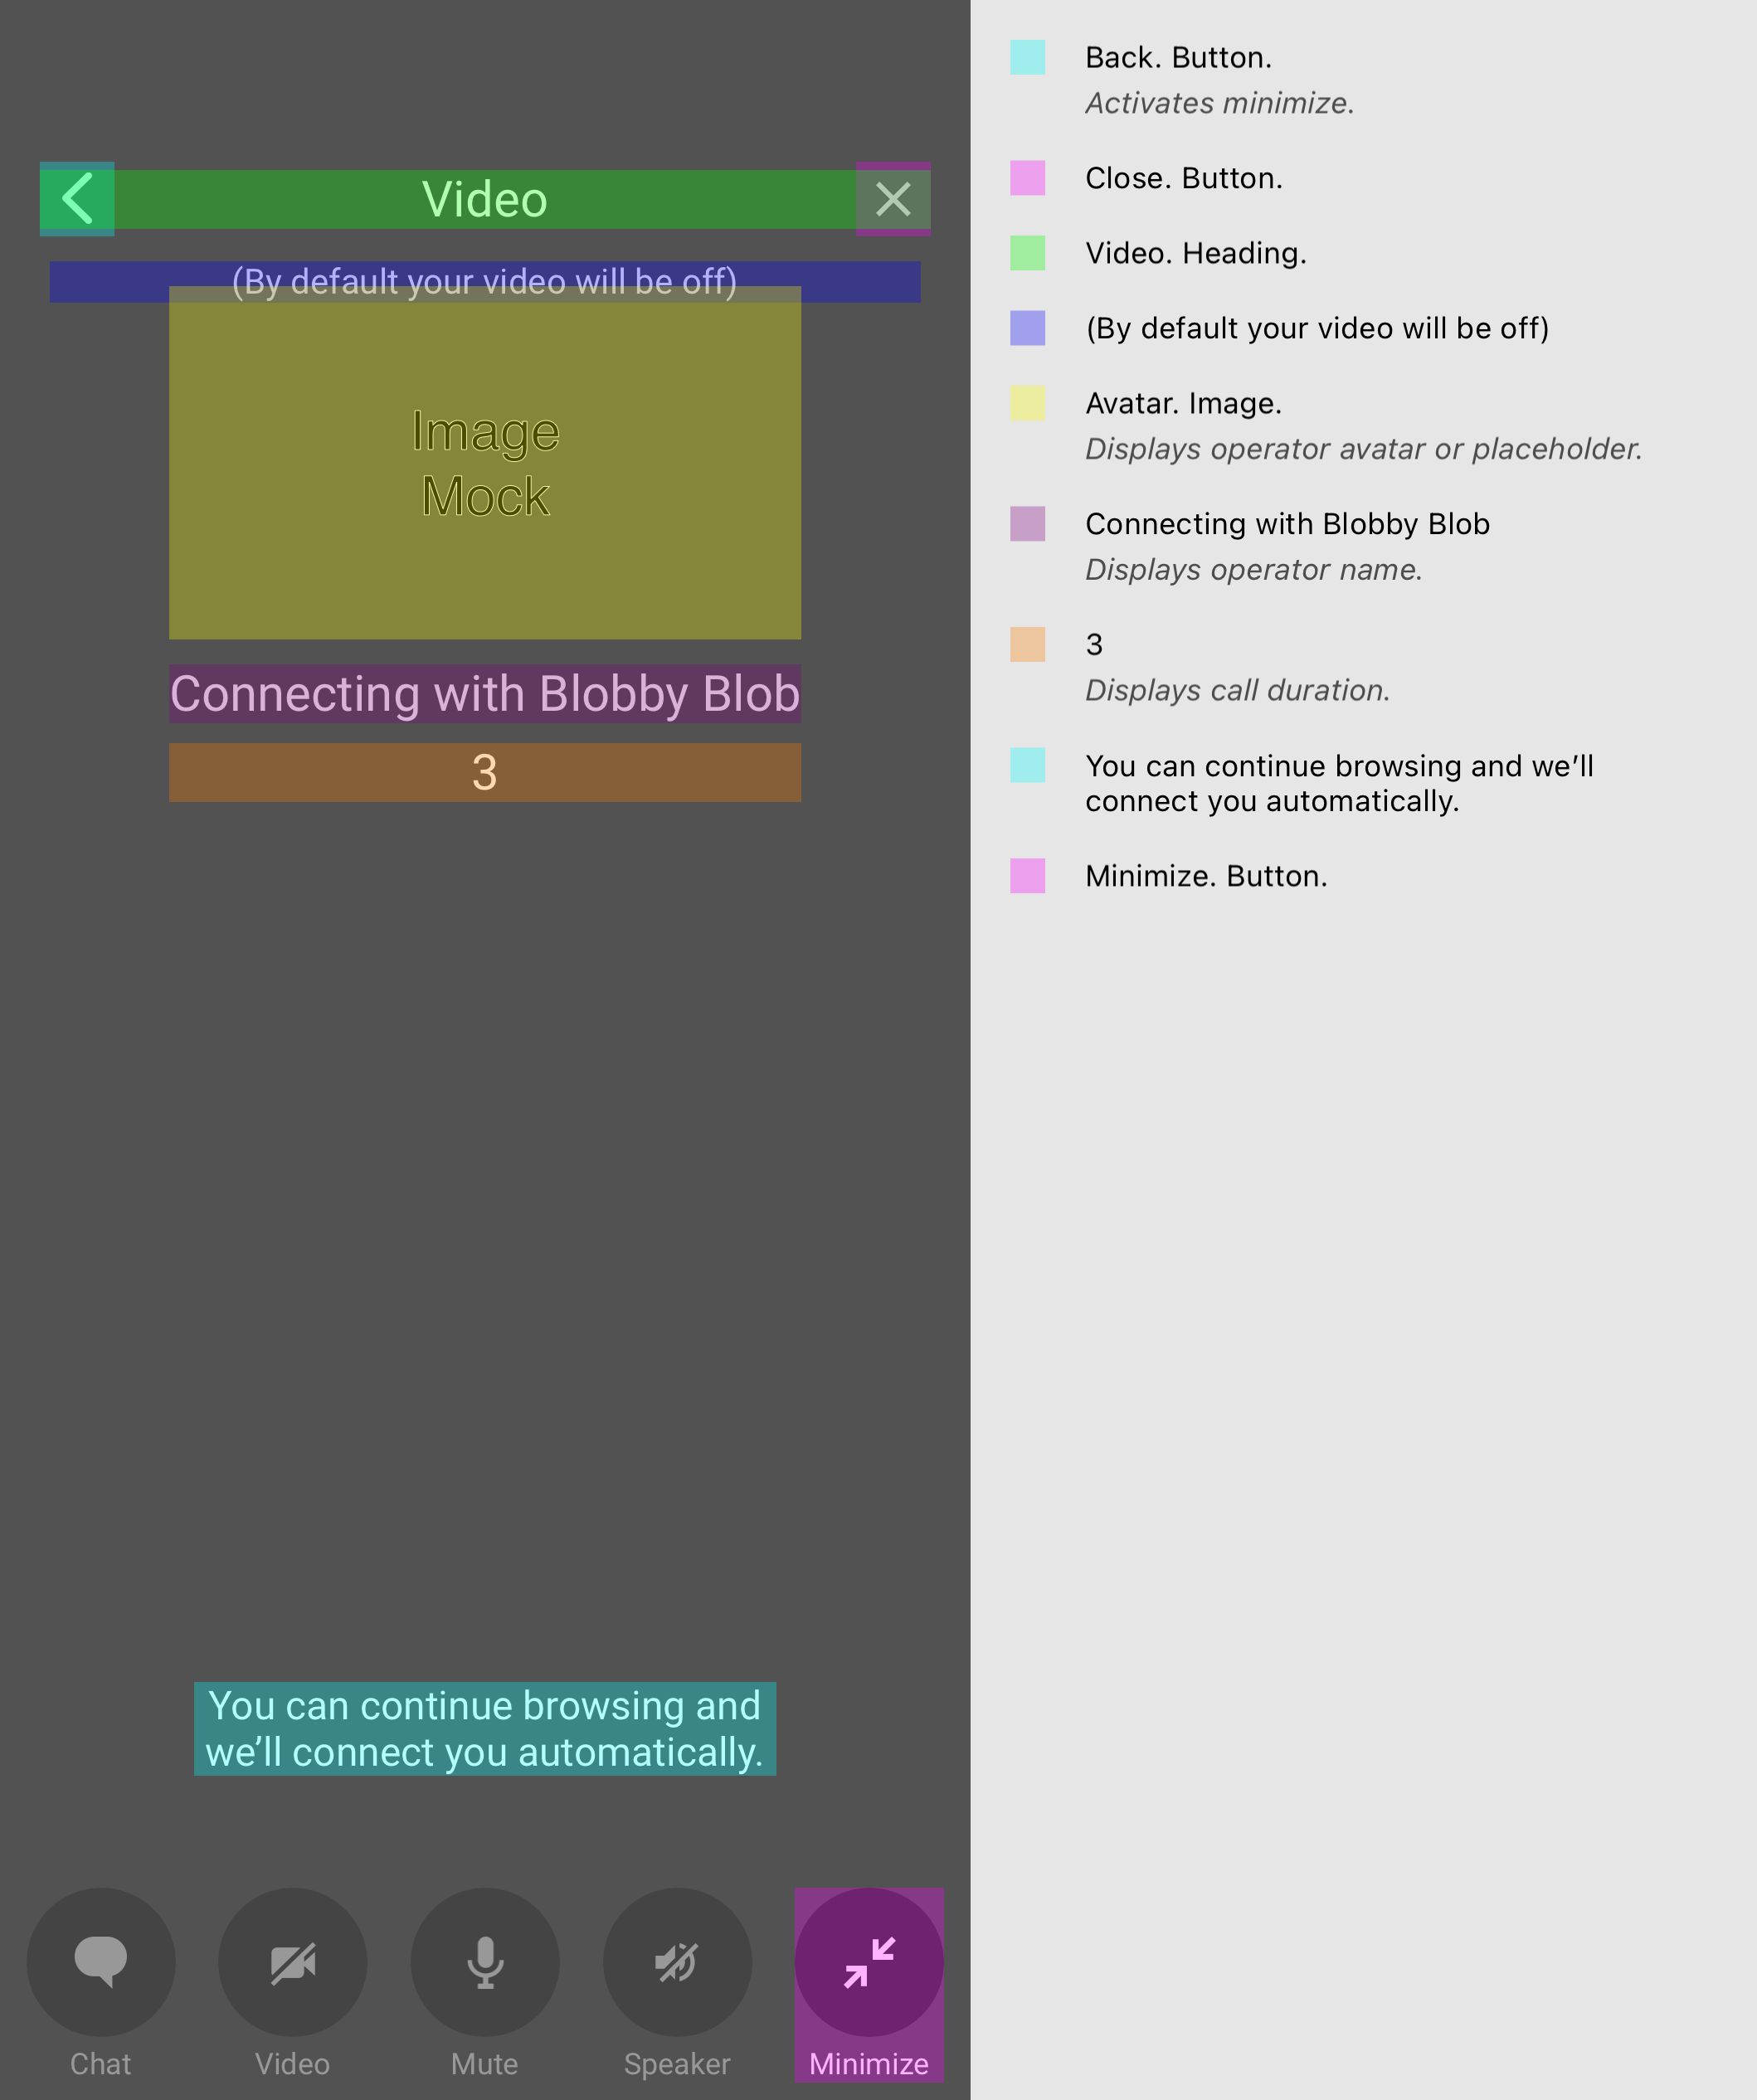 Video
(By default your video will be off)
Image
Mock
Connecting with Blobby Blob
3
You can continue browsing and
we’ll connect you automatically.
Chat
Video
Mute
Speaker
Minimize
Back. Button.
Activates minimize.
Close. Button.
Video. Heading.
(By default your video will be off)
Avatar. Image.
Displays operator avatar or placeholder.
Connecting with Blobby Blob
Displays operator name.
3
Displays call duration.
You can continue browsing and we’ll
connect you automatically.
Minimize. Button.